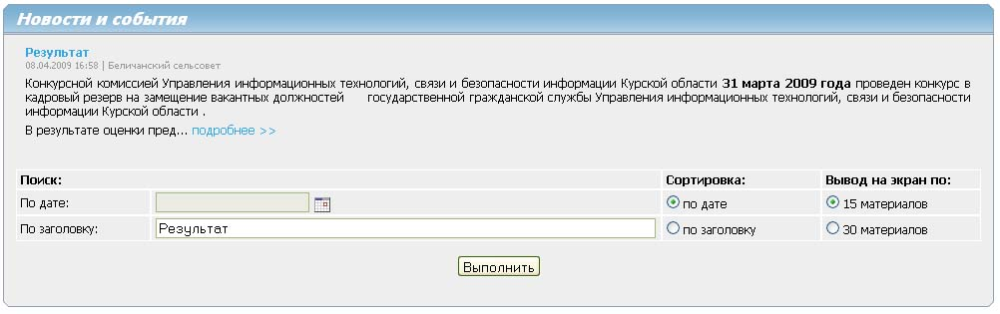 Новости и события
Результат
08.04.2009 16:58 | Беличанский сельсовет
Конкурсной комиссией Управления информационных технологий, связи и безопасности информации Курской области 31 марта 2009 года проведен конкурс в
кадровый резерв на замещение вакантных должностей государственной гражданской службы Управления информационных технологий, связи и безопасности
информации Курской области .
В результате оценки пред... подробнее >>
Поиск: Сортировка: Вывод на экран по:
По дате: по дате 15 материалов
По заголовку: Результат по заголовку 30 материалов
Выполнить